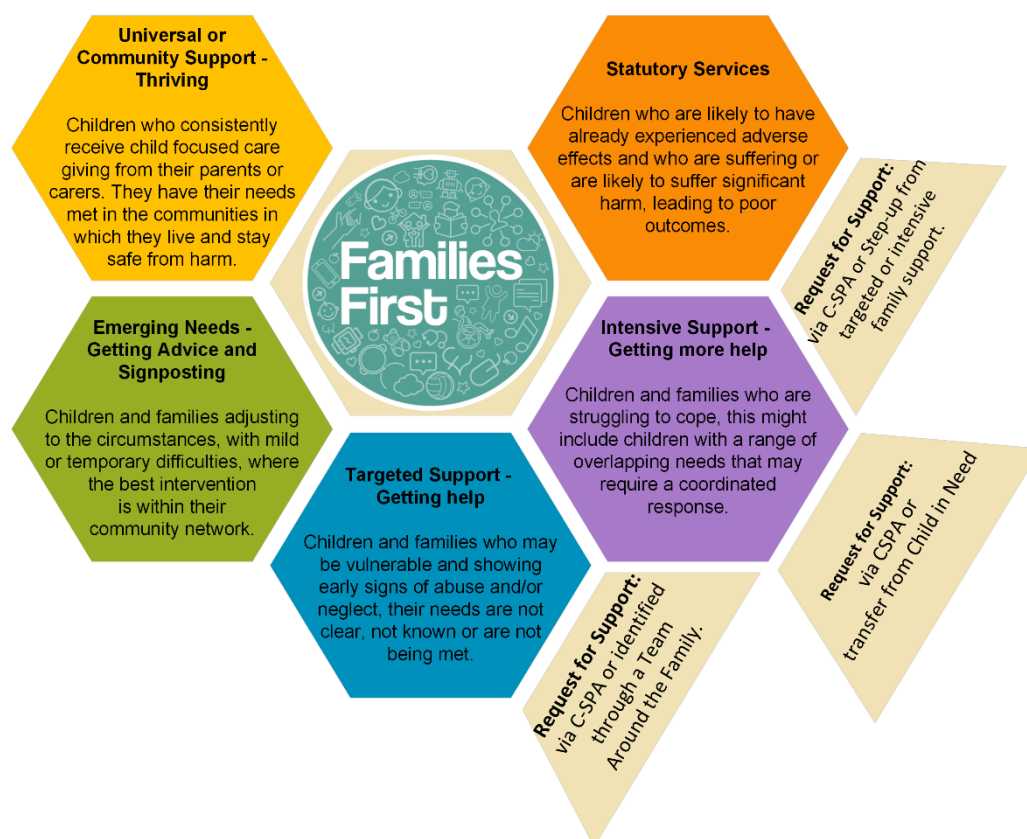 Universal or
Community Support -
Thriving
Children who consistently
receive child focused care
giving from their parents or
carers. They have their needs
met in the communities in
which they live and stay
safe from harm.
Families
First
Statutory Services
Children who are likely to have
already experienced adverse
effects and who are suffering or
are likely to suffer significant
harm, leading to poor
outcomes.
Request for Support:
via C-SPA or Step-up from
targeted or intensive
family support.
Emerging Needs -
Getting Advice and
Signposting
Children and families adjusting
to the circumstances, with mild
or temporary difficulties, where
the best intervention
is within their
community network.
Intensive Support -
Getting more help
Children and families who are
struggling to cope, this might
include children with a range of
overlapping needs that may
require a coordinated
response.
Request for Support:
via CSPA or
transfer from Child in Need
Targeted Support -
Getting help
Children and families who may
be vulnerable and showing
early signs of abuse and/or
neglect, their needs are not
clear, not known or are not
being met.
Request for Support:
via C-SPA or identified
through a Team
Around the Family.